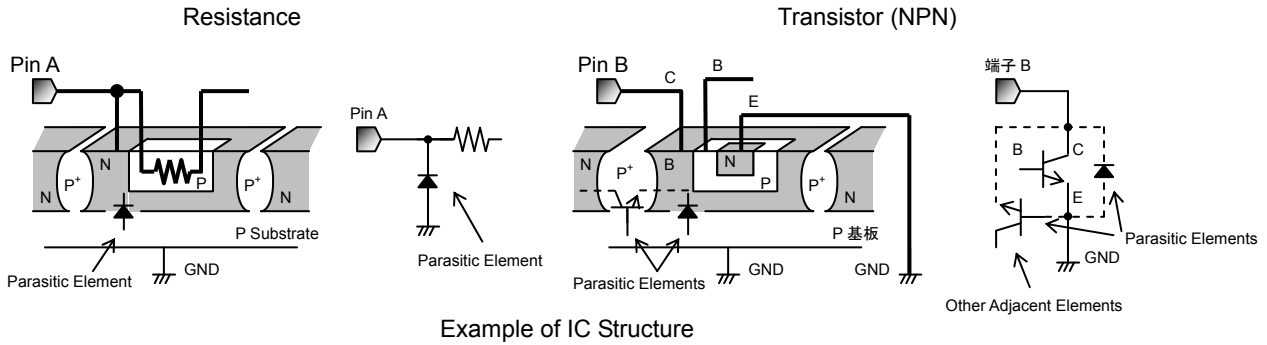 Resistance
Transistor (NPN)
Pin A
Pin A
N
N
P+
P
P+
N
P Substrate
Parasitic Element
GND
Parasitic Element
Pin B
C
B
E
N
P+
B
N
P
P+
N
P 基板
Parasitic Elements
GND
GND
端子 B
B
C
E
GND
Parasitic Elements
Other Adjacent Elements
Example of IC Structure